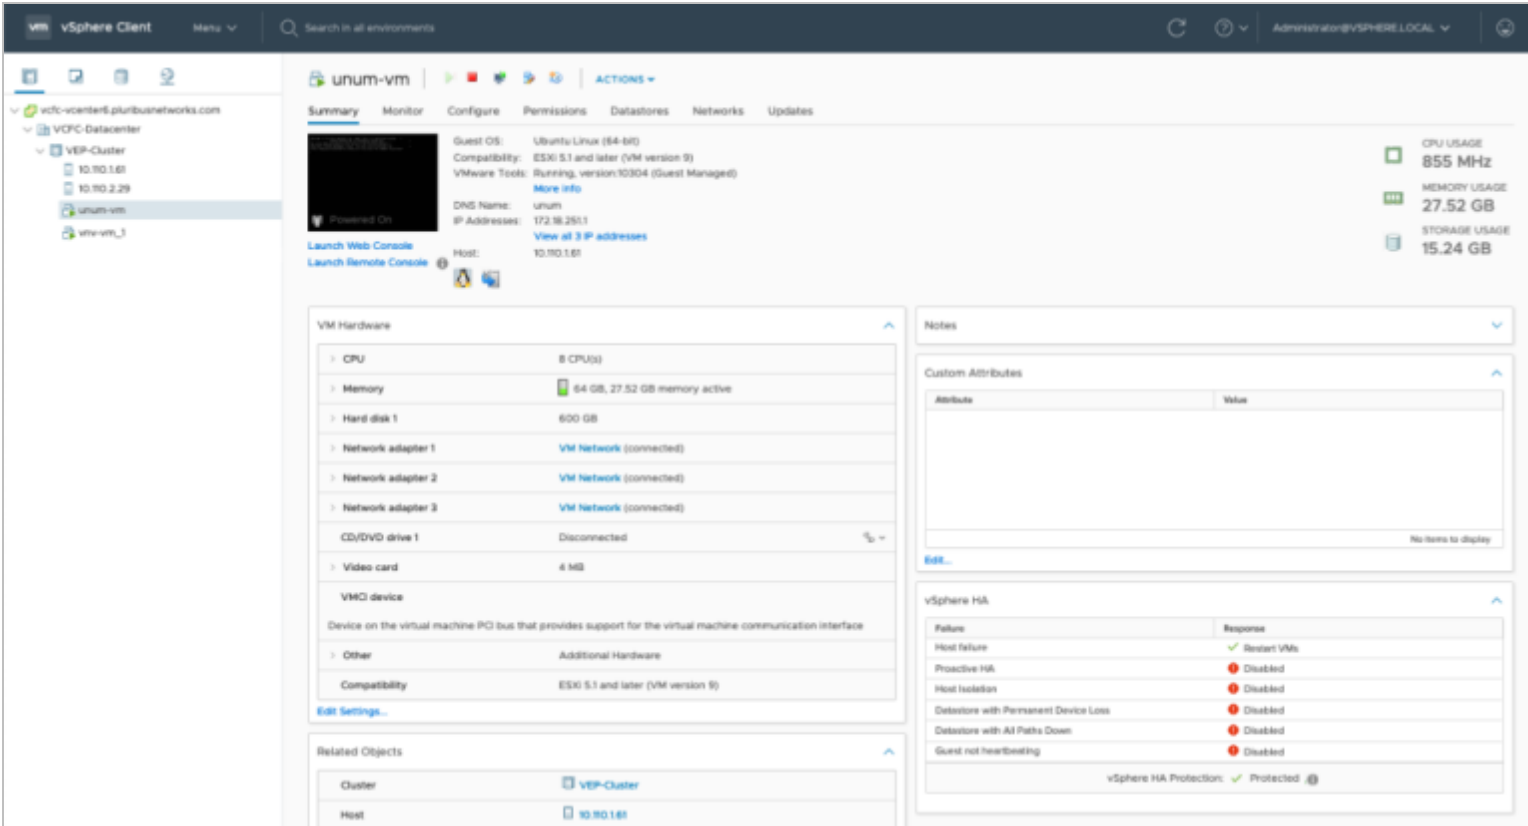 vm vSphere Client Menu Search in all environments Administrator@VSPHERE.LOCAL
vcfc-vcenter6.pluribusnetworks.com
VCFC-Datacenter
VEP-Cluster
10.110.1.61
10.110.2.29
unum-vm
vnv-vm_1
unum-vm ACTIONS
Summary Monitor Configure Permissions Datastores Networks Updates
Powered On
Launch Web Console
Launch Remote Console
Guest OS: Ubuntu Linux (64-bit)
Compatibility: ESXi 5.1 and later (VM version 9)
VMware Tools: Running, version:10304 (Guest Managed)
More info
DNS Name: unum
IP Addresses: 172.18.251.1
View all 3 IP addresses
Host: 10.110.1.61
CPU USAGE
855 MHz
MEMORY USAGE
27.52 GB
STORAGE USAGE
15.24 GB
VM Hardware
CPU 8 CPU(s)
Memory 64 GB, 27.52 GB memory active
Hard disk 1 600 GB
Network adapter 1 VM Network (connected)
Network adapter 2 VM Network (connected)
Network adapter 3 VM Network (connected)
CD/DVD drive 1 Disconnected
Video card 4 MB
VMCI device
Device on the virtual machine PCI bus that provides support for the virtual machine communication interface
Other Additional Hardware
Compatibility ESXi 5.1 and later (VM version 9)
Edit Settings...
Related Objects
Cluster VEP-Cluster
Host 10.110.1.61
Notes
Custom Attributes
Attribute Value
No items to display
Edit...
vSphere HA
Failure Response
Host failure Restart VMs
Proactive HA Disabled
Host Isolation Disabled
Datastore with Permanent Device Loss Disabled
Datastore with All Paths Down Disabled
Guest not heartbeating Disabled
vSphere HA Protection: Protected